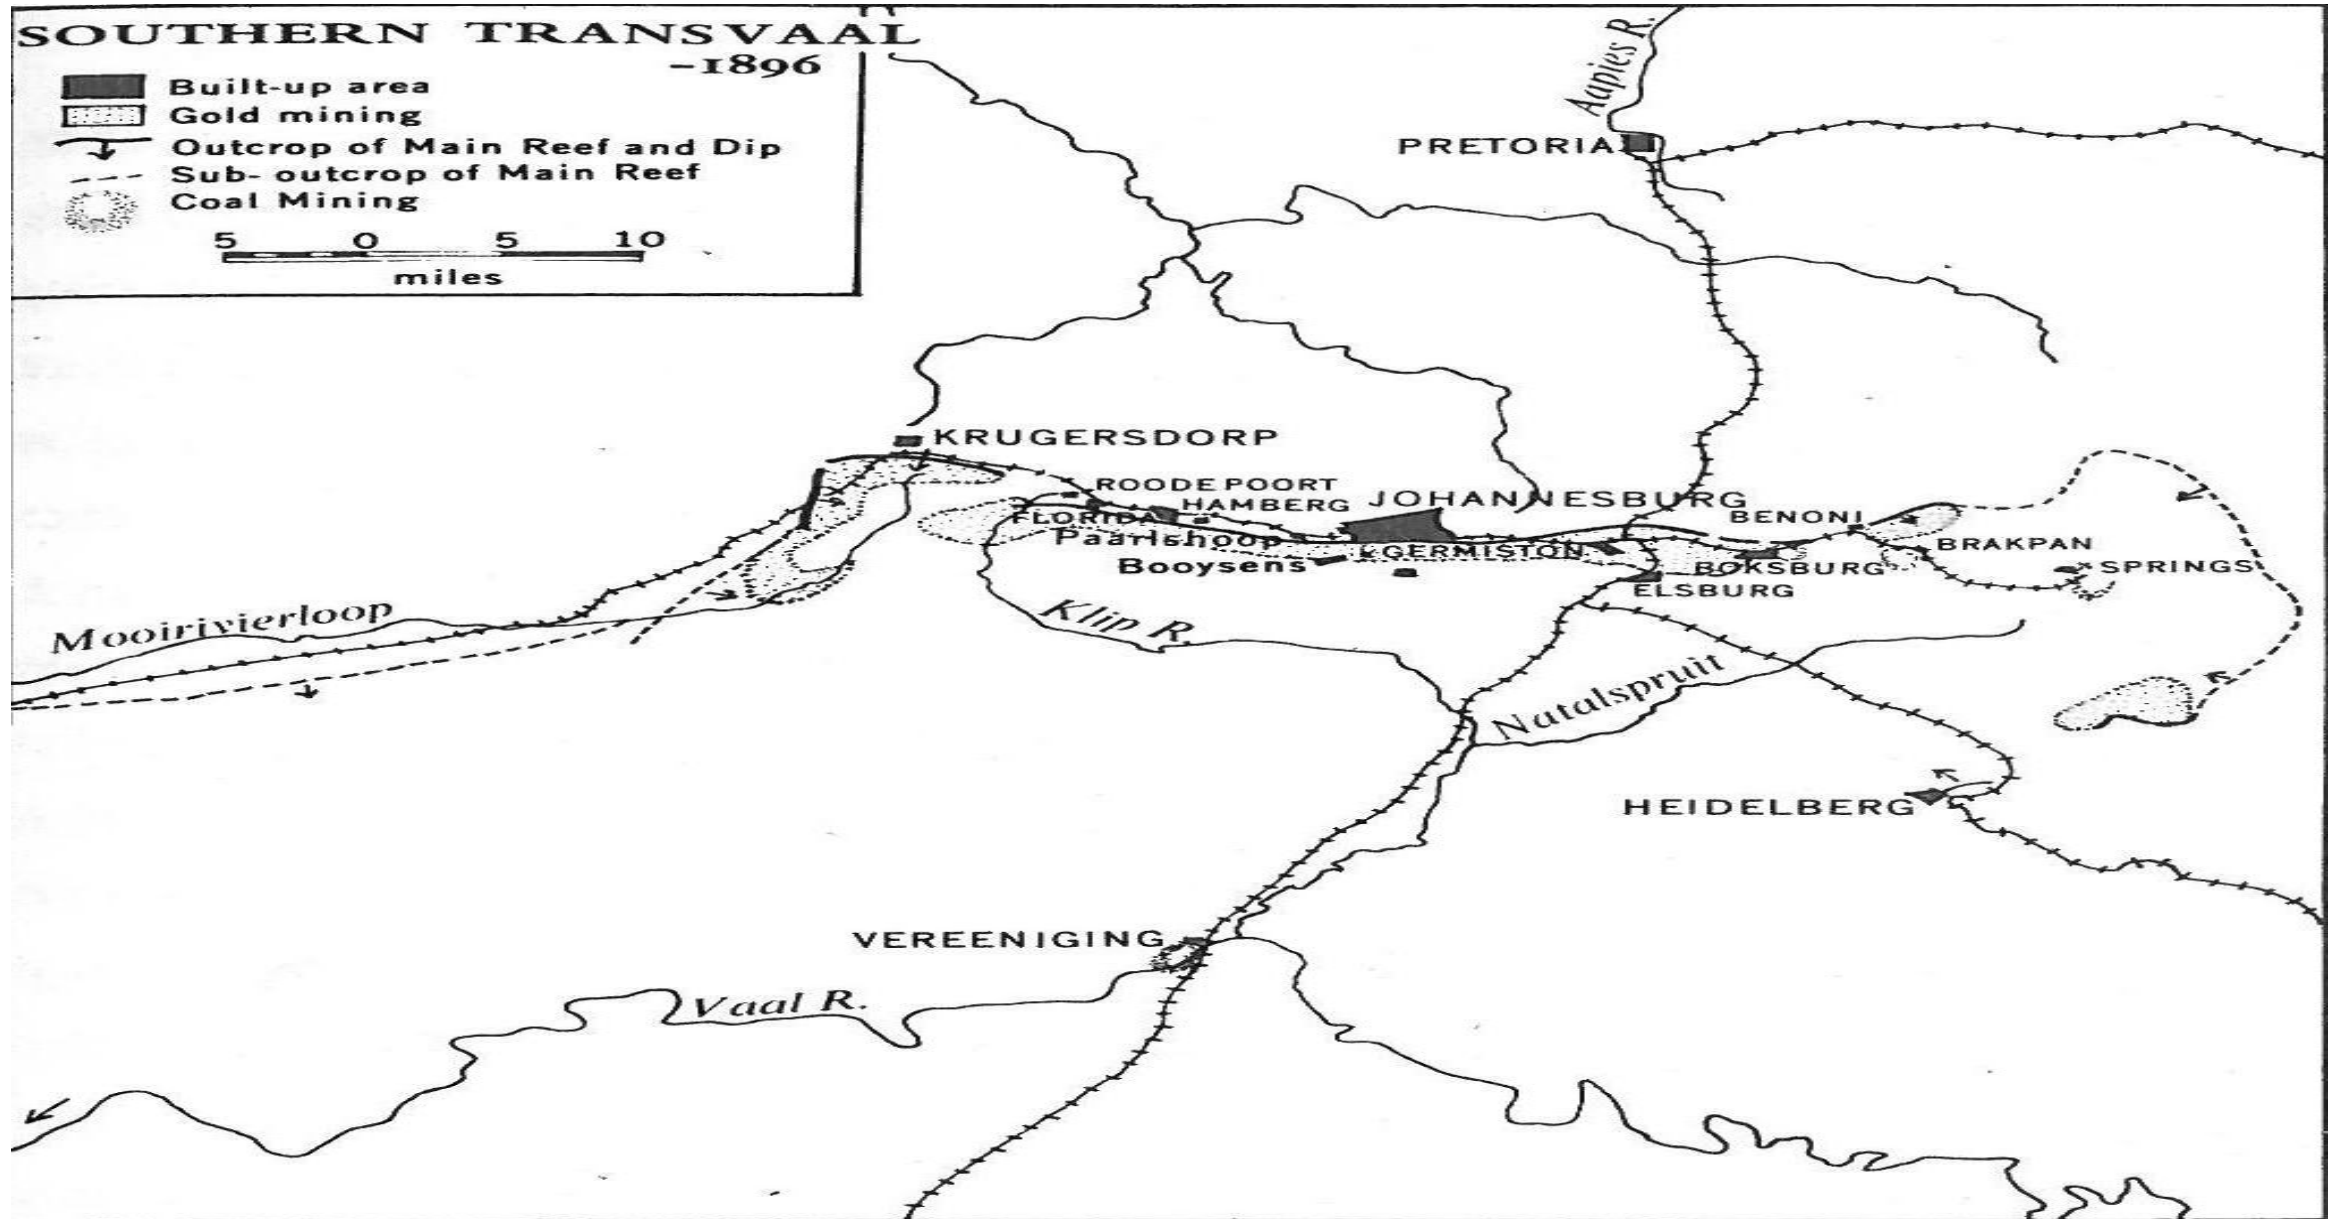 SOUTHERN TRANSVAAL
-1896
Built-up area
Gold mining
Outcrop of Main Reef and Dip
Sub-outcrop of Main Reef
Coal Mining
5 0 5 10
miles
Aapies R.
PRETORIA
KRUGERSDORP
ROODEPOORT
HAMBERG
JOHANNESBURG
FLORIDA
BENONI
Paarlshoop
GERMISTON
BRAKPAN
Booysens
BOKSBURG
SPRINGS
ELSBURG
Mooirivierloop
Klip R.
Natalspruit
HEIDELBERG
VEREENIGING
Vaal R.